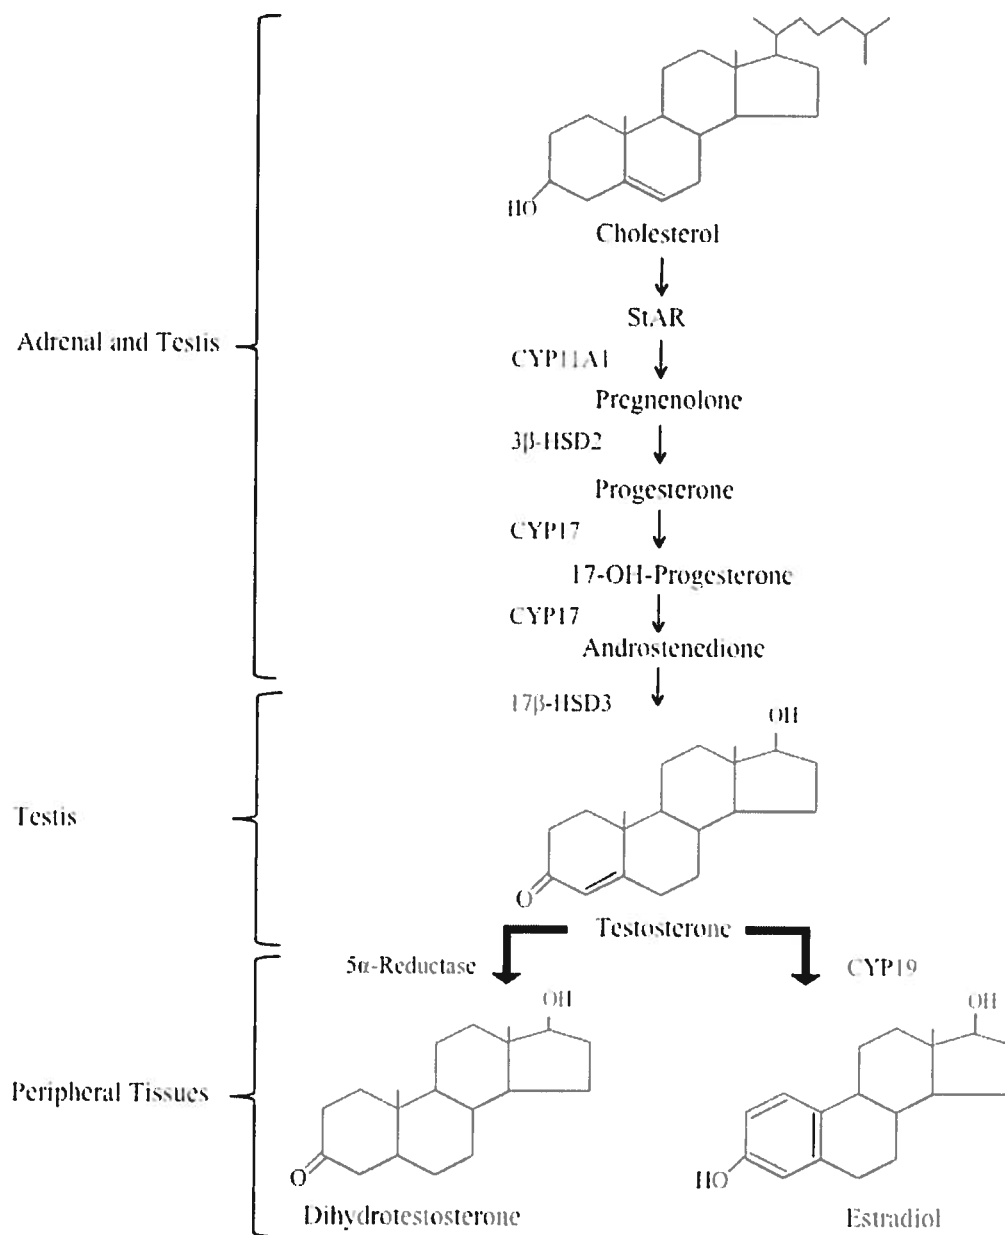 HO
Cholesterol
StAR
Adrenal and Testis
CYP11A1
Pregnenolone
3β-HSD2
Progesterone
CYP17
17-OH-Progesterone
CYP17
Androstenedione
17β-HSD3
OH
Testis
O
Testosterone
5α-Reductase
CYP19
OH
OH
Peripheral Tissues
O
HO
Dihydrotestosterone
Estradiol